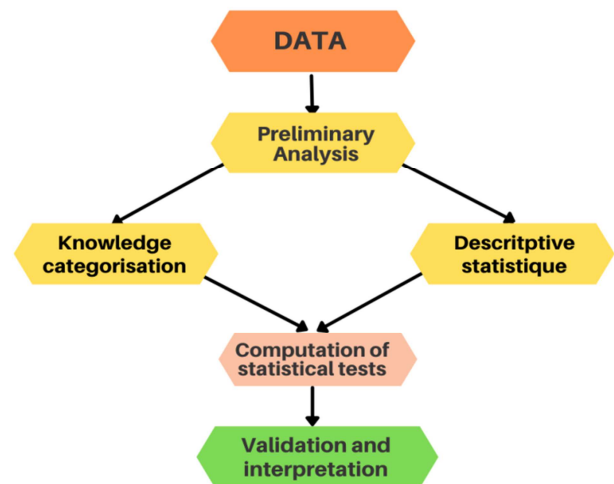 DATA
Preliminary
Analysis
Knowledge
categorisation
Descritptive
statistique
Computation of
statistical tests
Validation and
interpretation